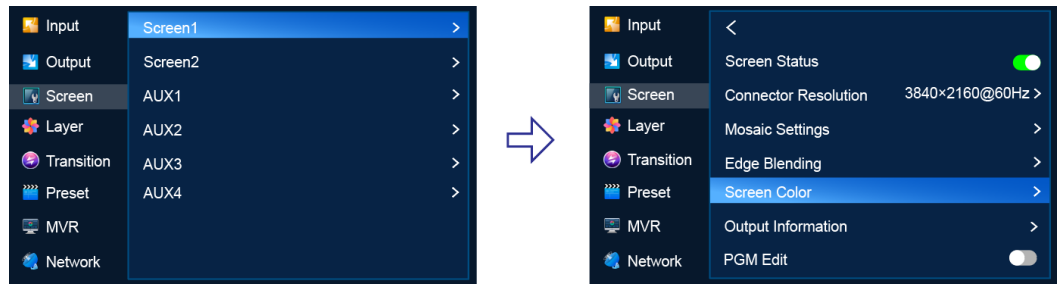 Input
Output
Screen
Layer
Transition
Preset
MVR
Network
Screen1 >
Screen2 >
AUX1 >
AUX2 >
AUX3 >
AUX4 >
Input
Output
Screen
Layer
Transition
Preset
MVR
Network
<
Screen Status
Connector Resolution 3840×2160@60Hz >
Mosaic Settings >
Edge Blending >
Screen Color >
Output Information >
PGM Edit